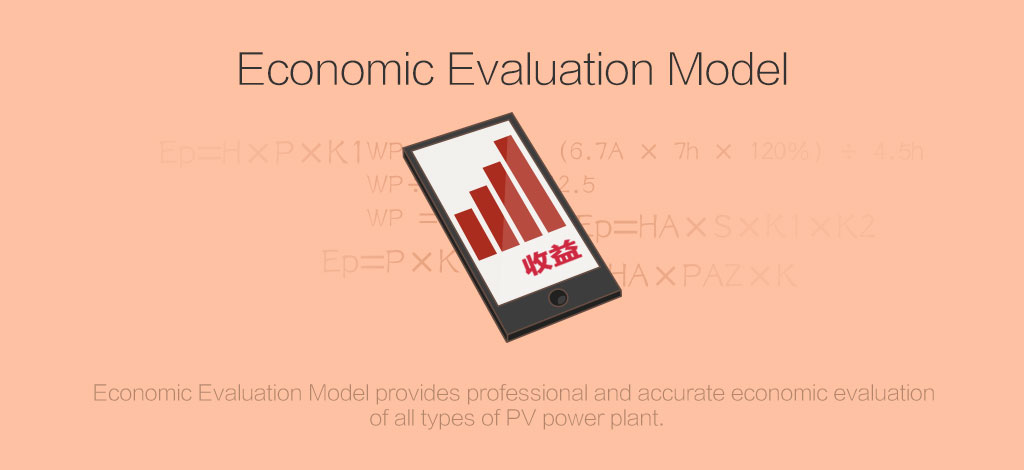 Economic Evaluation Model
Ep=H×P×K1
WP
(6.7A × 7h × 120%) ÷ 4.5h
WP÷
2.5
WP =
Ep=HA×S×K1×K2
Ep=P×K
HA×PAZ×K
收益
Economic Evaluation Model provides professional and accurate economic evaluation
of all types of PV power plant.